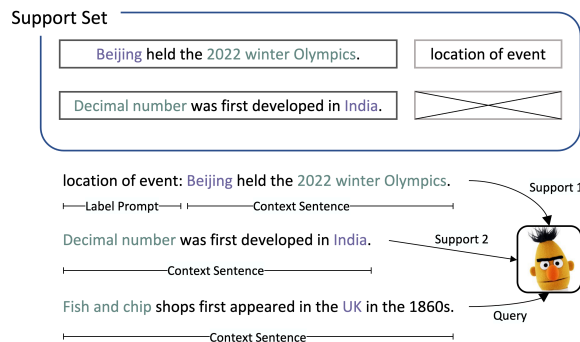 Support Set
Beijing held the 2022 winter Olympics. location of event
Decimal number was first developed in India.
location of event: Beijing held the 2022 winter Olympics.
Support 1
Label Prompt Context Sentence
Decimal number was first developed in India.
Support 2
Context Sentence
Fish and chip shops first appeared in the UK in the 1860s.
Query
Context Sentence